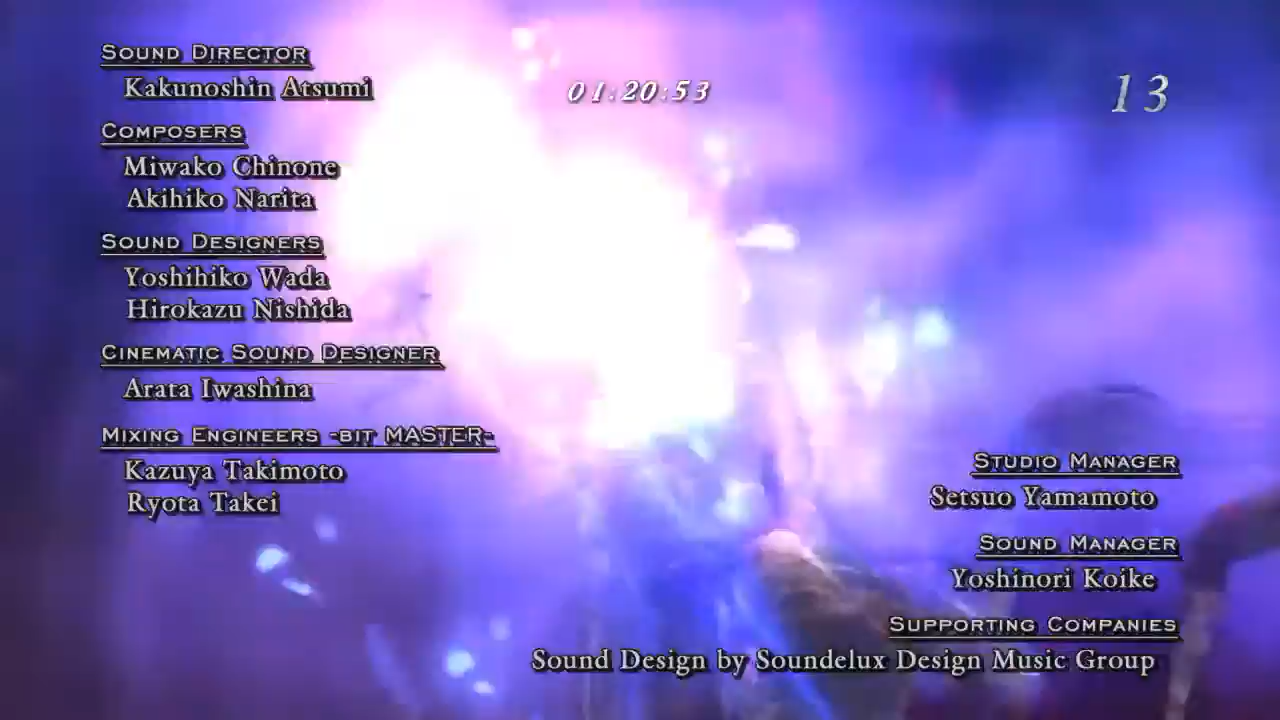 SOUND DIRECTOR
Kakunoshin Atsumi
01:20:53
13
COMPOSERS
Miwako Chinone
Akihiko Narita
SOUND DESIGNERS
Yoshihiko Wada
Hirokazu Nishida
CINEMATIC SOUND DESIGNER
Arata Iwashina
MIXING ENGINEERS -BIT MASTER-
Kazuya Takimoto
Ryota Takei
STUDIO MANAGER
Setsuo Yamamoto
SOUND MANAGER
Yoshinori Koike
SUPPORTING COMPANIES
Sound Design by Soundelux Design Music Group